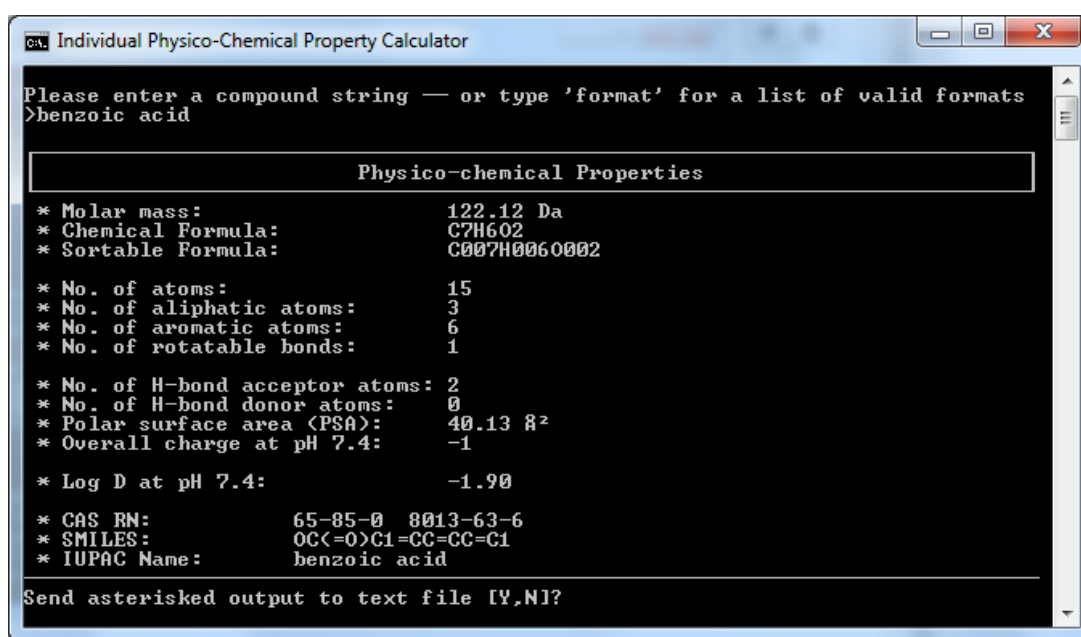 Individual Physico-Chemical Property Calculator
Please enter a compound string — or type 'format' for a list of valid formats
>benzoic acid
Physico-chemical Properties
* Molar mass: 122.12 Da
* Chemical Formula: C7H6O2
* Sortable Formula: C007H006O002
* No. of atoms: 15
* No. of aliphatic atoms: 3
* No. of aromatic atoms: 6
* No. of rotatable bonds: 1
* No. of H-bond acceptor atoms: 2
* No. of H-bond donor atoms: 0
* Polar surface area (PSA): 40.13 Å²
* Overall charge at pH 7.4: -1
* Log D at pH 7.4: -1.90
* CAS RN: 65-85-0 8013-63-6
* SMILES: OC(=O)C1=CC=CC=C1
* IUPAC Name: benzoic acid
Send asterisked output to text file [Y,N]?